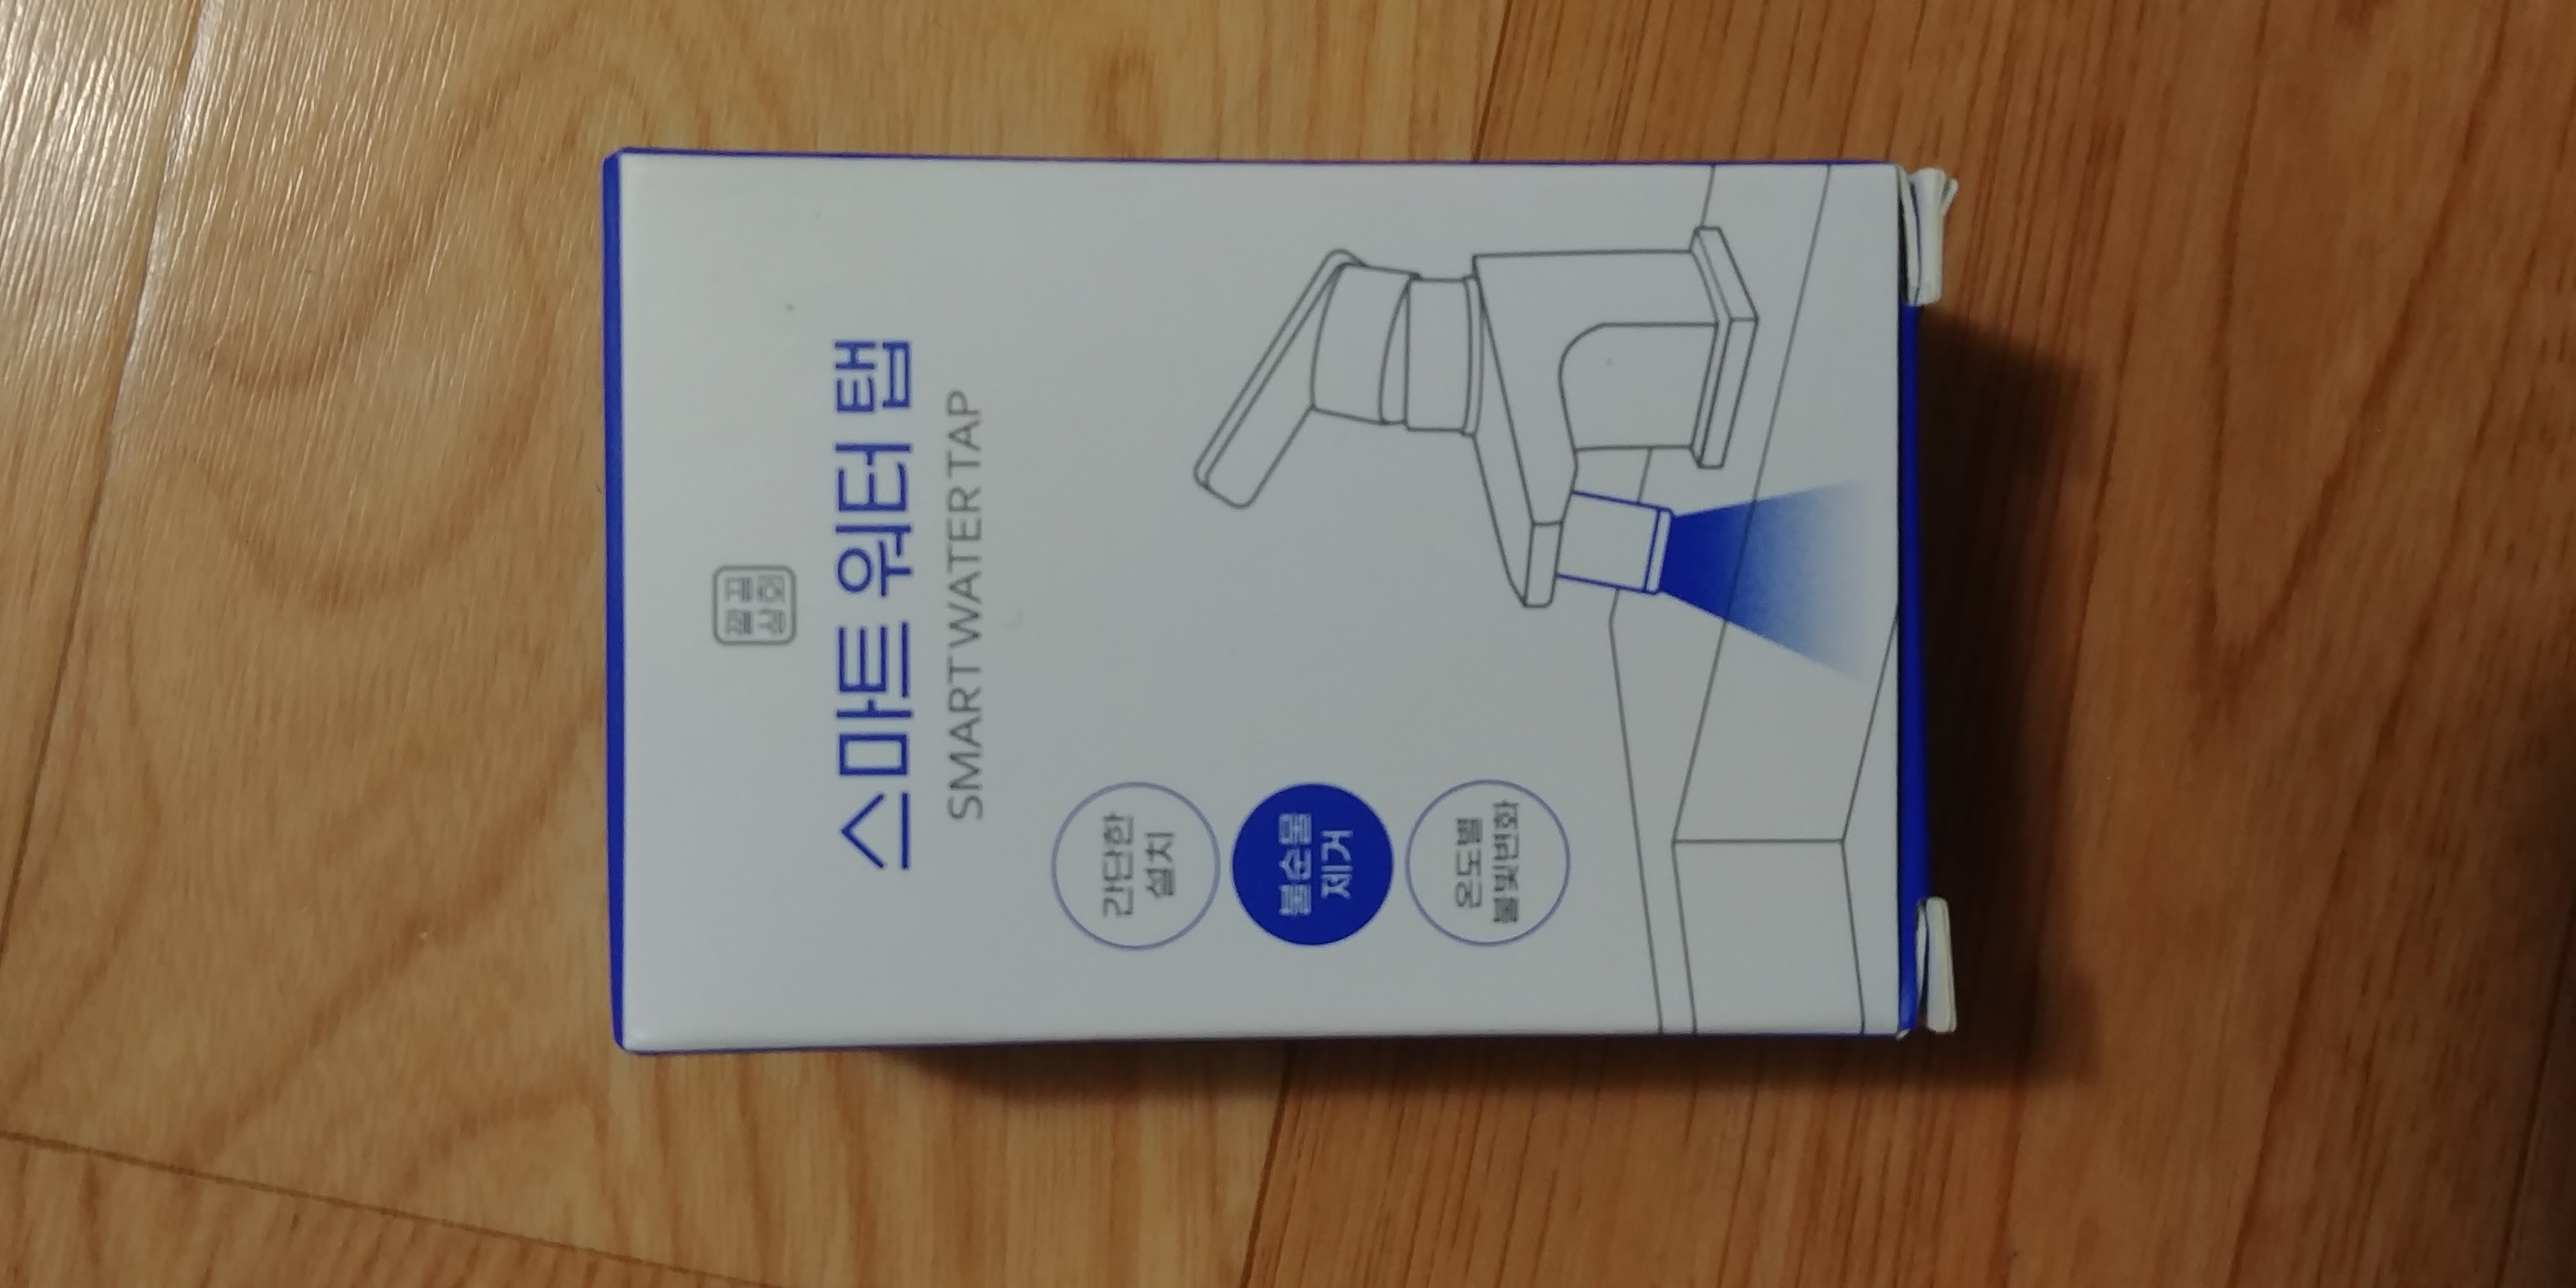 깔끔
상회
스마트 워터 탭
SMART WATER TAP
간단한
설치
불순물
제거
온도별
불빛변화